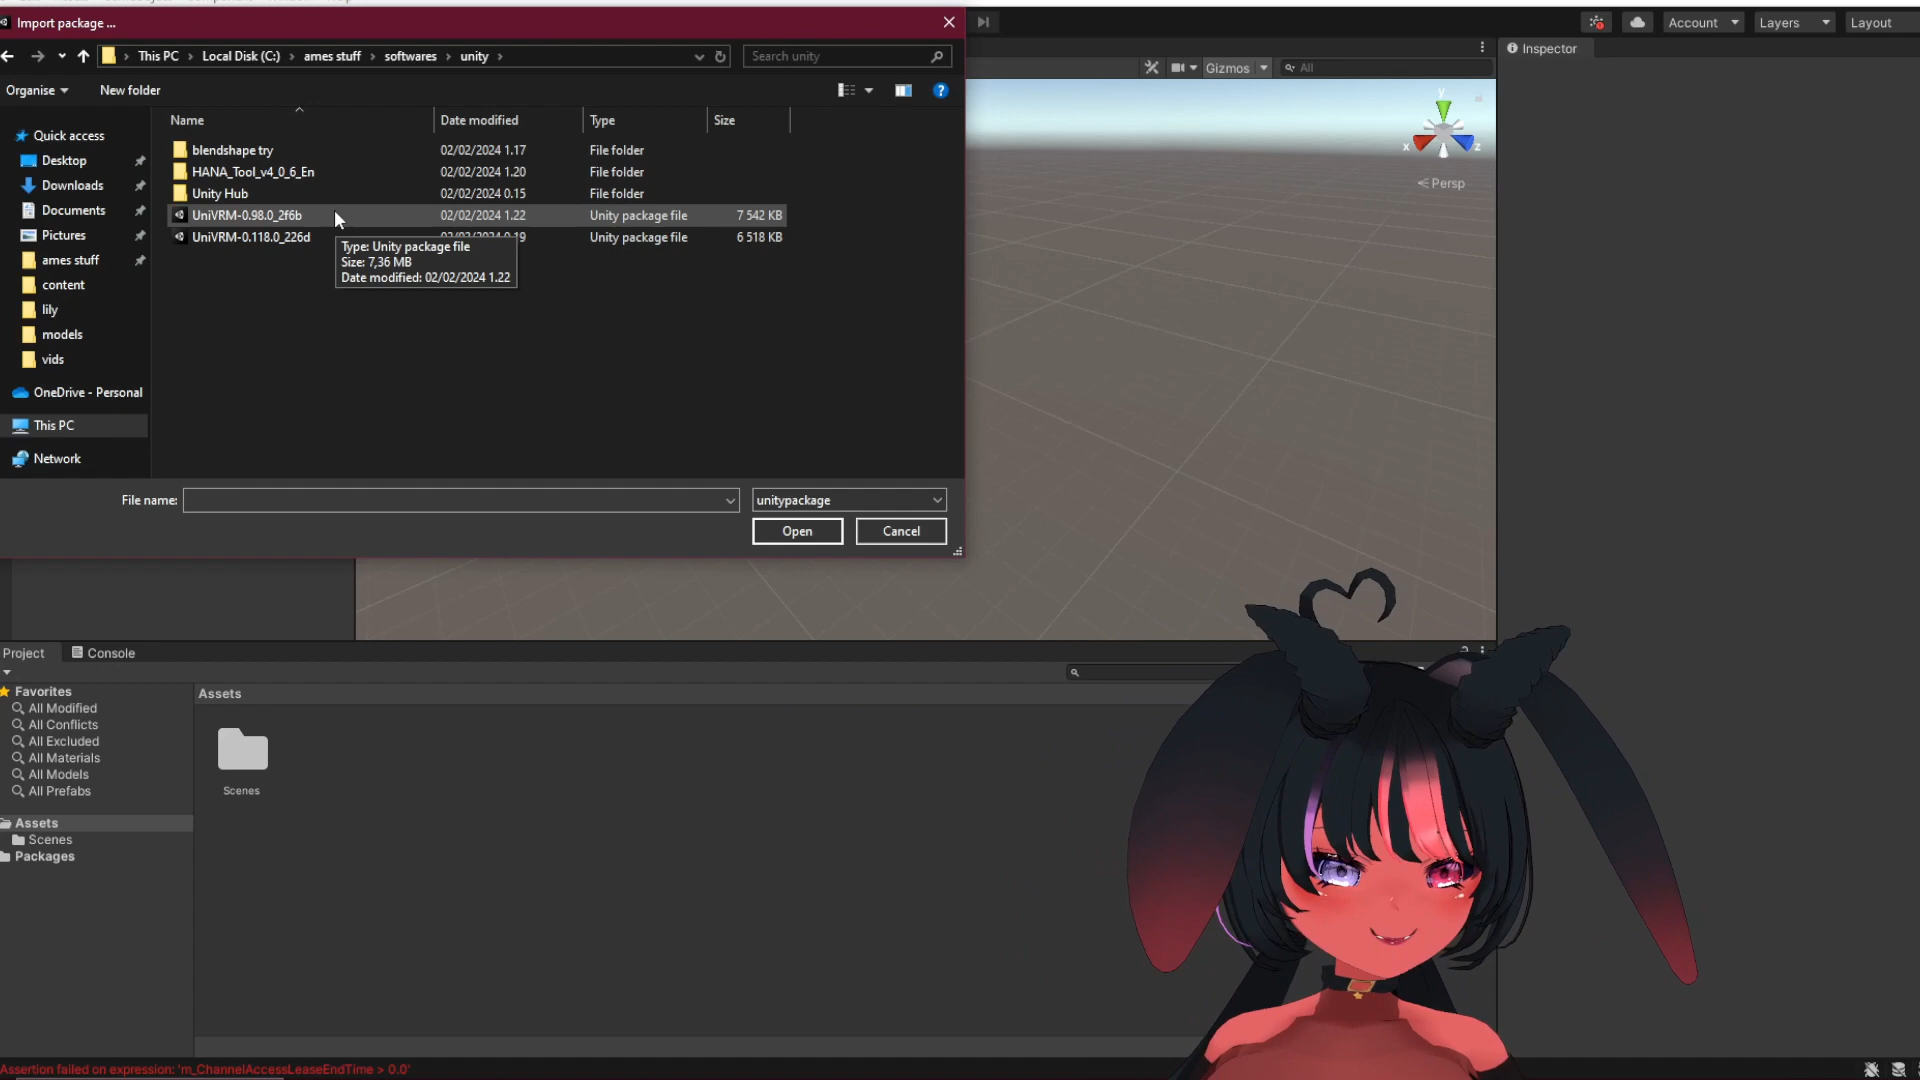 Import package ...
Account
Layers
Layout
This PC
Local Disk (C:)
ames stuff
softwares
unity
Search unity
Inspector
Organise
New folder
Gizmos
All
Name
Date modified
Type
Size
Quick access
Desktop
Downloads
Documents
Pictures
ames stuff
content
lily
models
vids
OneDrive - Personal
This PC
Network
blendshape try 02/02/2024 1.17 File folder
HANA_Tool_v4_0_6_En 02/02/2024 1.20 File folder
Unity Hub 02/02/2024 0.15 File folder
UniVRM-0.98.0_2f6b 02/02/2024 1.22 Unity package file 7 542 KB
UniVRM-0.118.0_226d Unity package file 6 518 KB
Type: Unity package file
Size: 7,36 MB
Date modified: 02/02/2024 1.22
y
x
z
Persp
File name:
unitypackage
Open
Cancel
Project
Console
Favorites
All Modified
All Conflicts
All Excluded
All Materials
All Models
All Prefabs
Assets
Scenes
Packages
Assets
Scenes
Assertion failed on expression: 'm_ChannelAccessLeaseEndTime > 0.0'